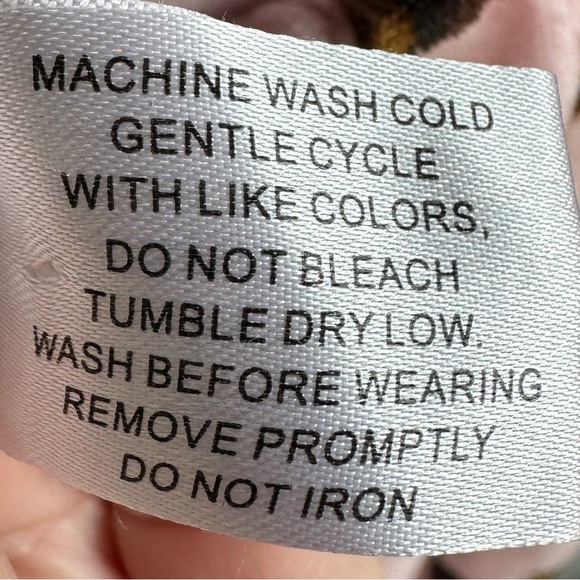 MACHINE WASH COLD
GENTLE CYCLE
WITH LIKE COLORS,
DO NOT BLEACH
TUMBLE DRY LOW.
WASH BEFORE WEARING
REMOVE PROMPTLY
DO NOT IRON